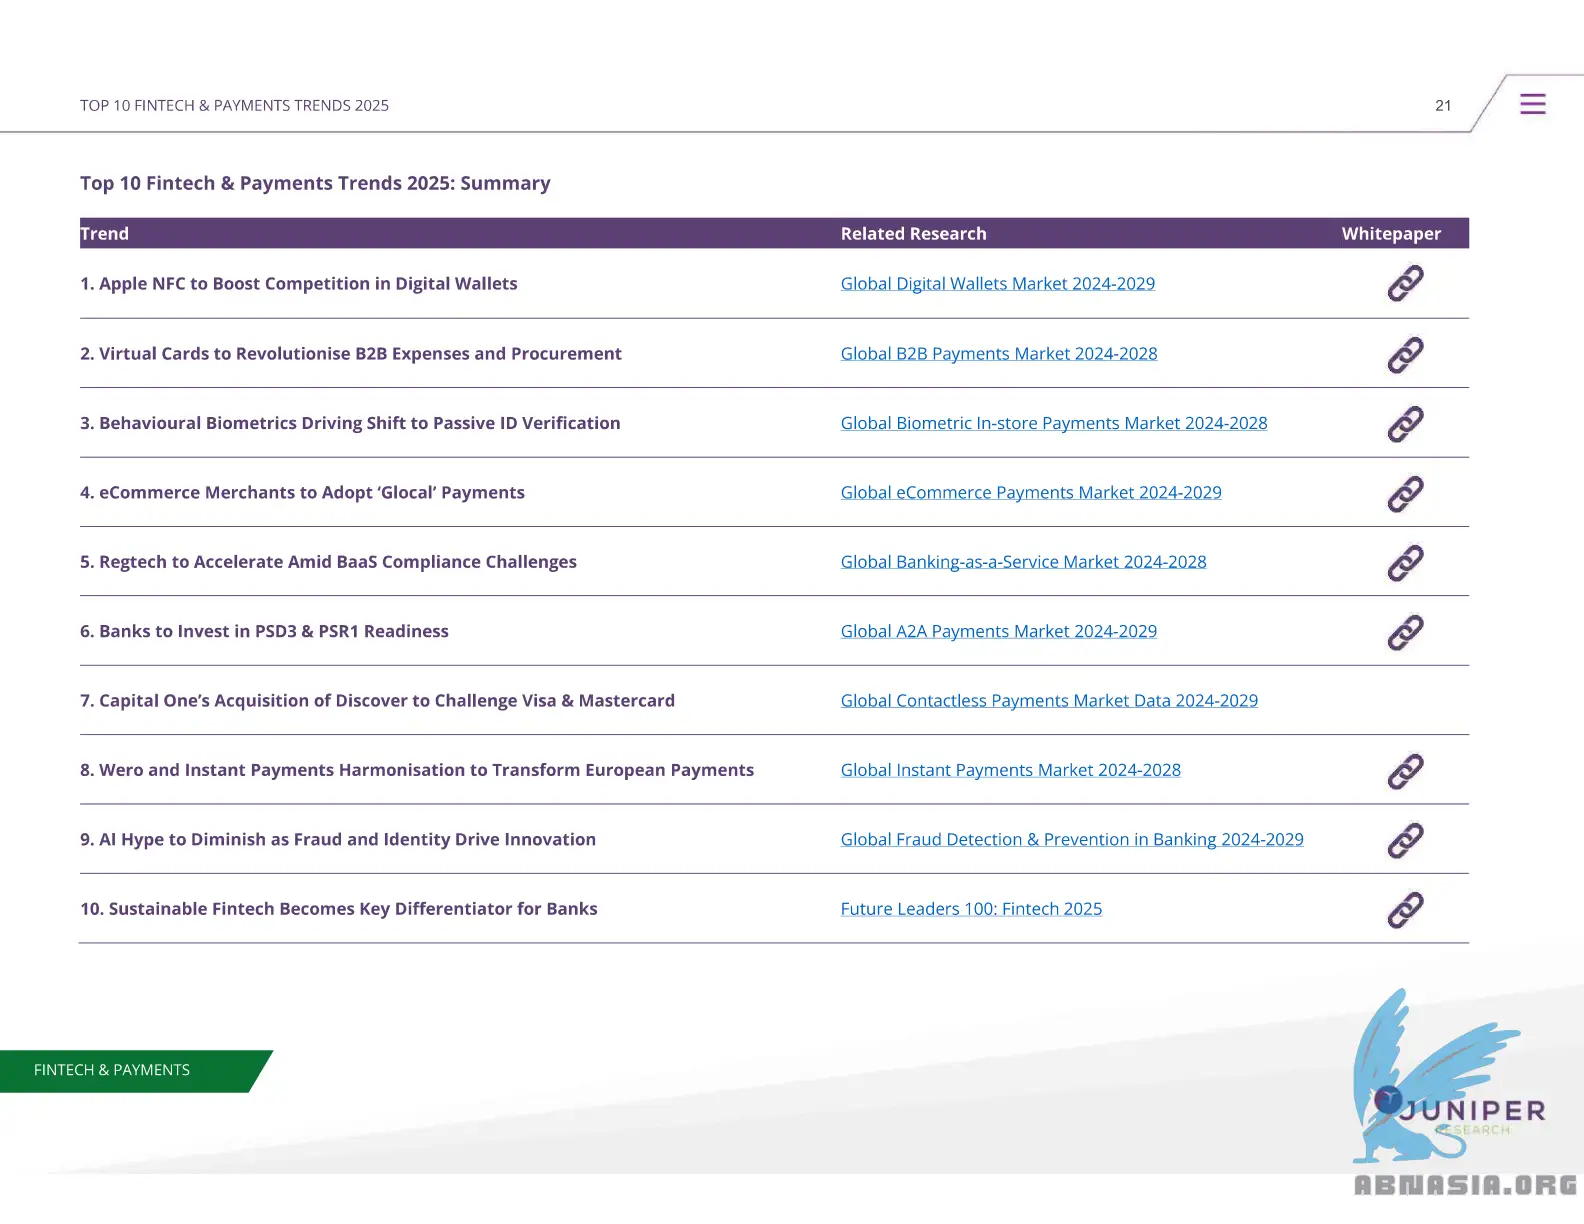 TOP 10 FINTECH & PAYMENTS TRENDS 2025
21
Top 10 Fintech & Payments Trends 2025: Summary
Trend Related Research Whitepaper
1. Apple NFC to Boost Competition in Digital Wallets Global Digital Wallets Market 2024-2029
2. Virtual Cards to Revolutionise B2B Expenses and Procurement Global B2B Payments Market 2024-2028
3. Behavioural Biometrics Driving Shift to Passive ID Verification Global Biometric In-store Payments Market 2024-2028
4. eCommerce Merchants to Adopt ‘Glocal’ Payments Global eCommerce Payments Market 2024-2029
5. Regtech to Accelerate Amid BaaS Compliance Challenges Global Banking-as-a-Service Market 2024-2028
6. Banks to Invest in PSD3 & PSR1 Readiness Global A2A Payments Market 2024-2029
7. Capital One’s Acquisition of Discover to Challenge Visa & Mastercard Global Contactless Payments Market Data 2024-2029
8. Wero and Instant Payments Harmonisation to Transform European Payments Global Instant Payments Market 2024-2028
9. AI Hype to Diminish as Fraud and Identity Drive Innovation Global Fraud Detection & Prevention in Banking 2024-2029
10. Sustainable Fintech Becomes Key Differentiator for Banks Future Leaders 100: Fintech 2025
FINTECH & PAYMENTS
JUNIPER
RESEARCH
ABNASIA.ORG